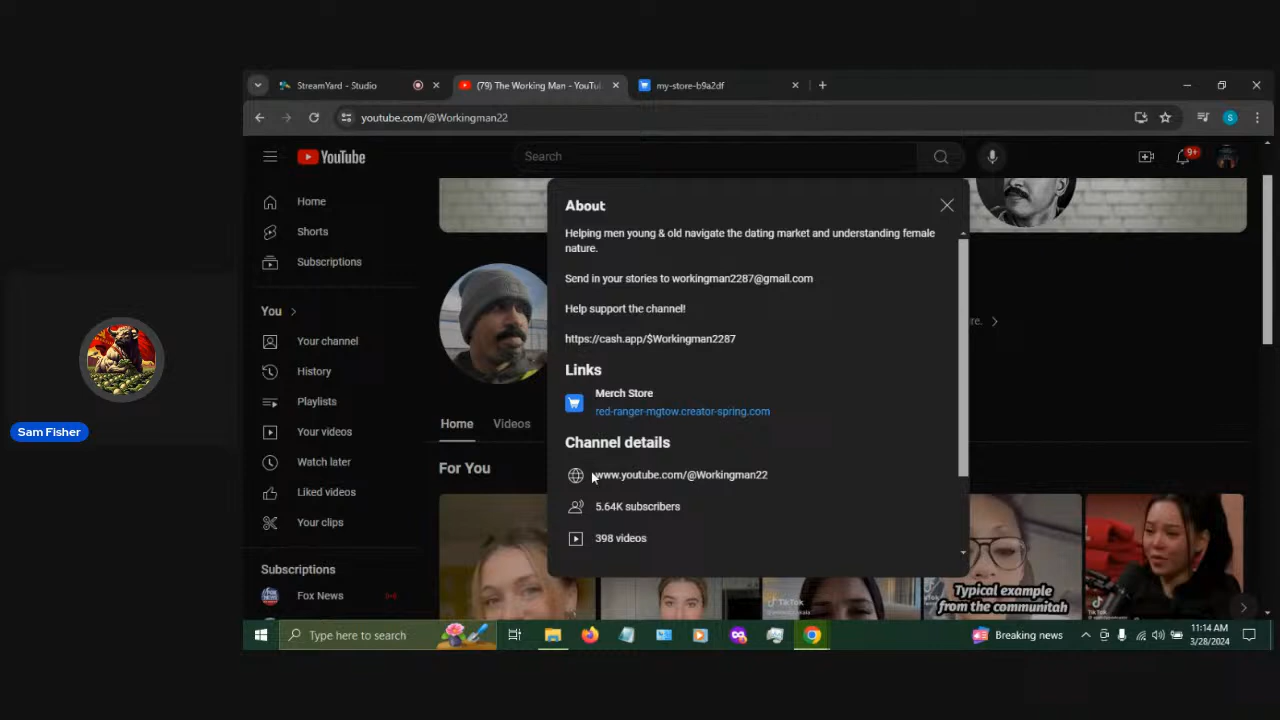 StreamYard - Studio
(79) The Working Man - YouTu
my-store-b9a2df
youtube.com/@Workingman22
YouTube
Search
9+
S
Home
Shorts
Subscriptions
You
Your channel
History
Playlists
Your videos
Watch later
Liked videos
Your clips
Subscriptions
Fox News
About
Helping men young & old navigate the dating market and understanding female
nature.
Send in your stories to workingman2287@gmail.com
Help support the channel!
https://cash.app/$Workingman2287
Links
Merch Store
red-ranger-mgtow.creator-spring.com
Channel details
www.youtube.com/@Workingman22
5.64K subscribers
398 videos
re.
Home
Videos
For You
TikTok
Typical example
from the communitah
TikTok
Sam Fisher
Type here to search
Breaking news
11:14 AM
3/28/2024